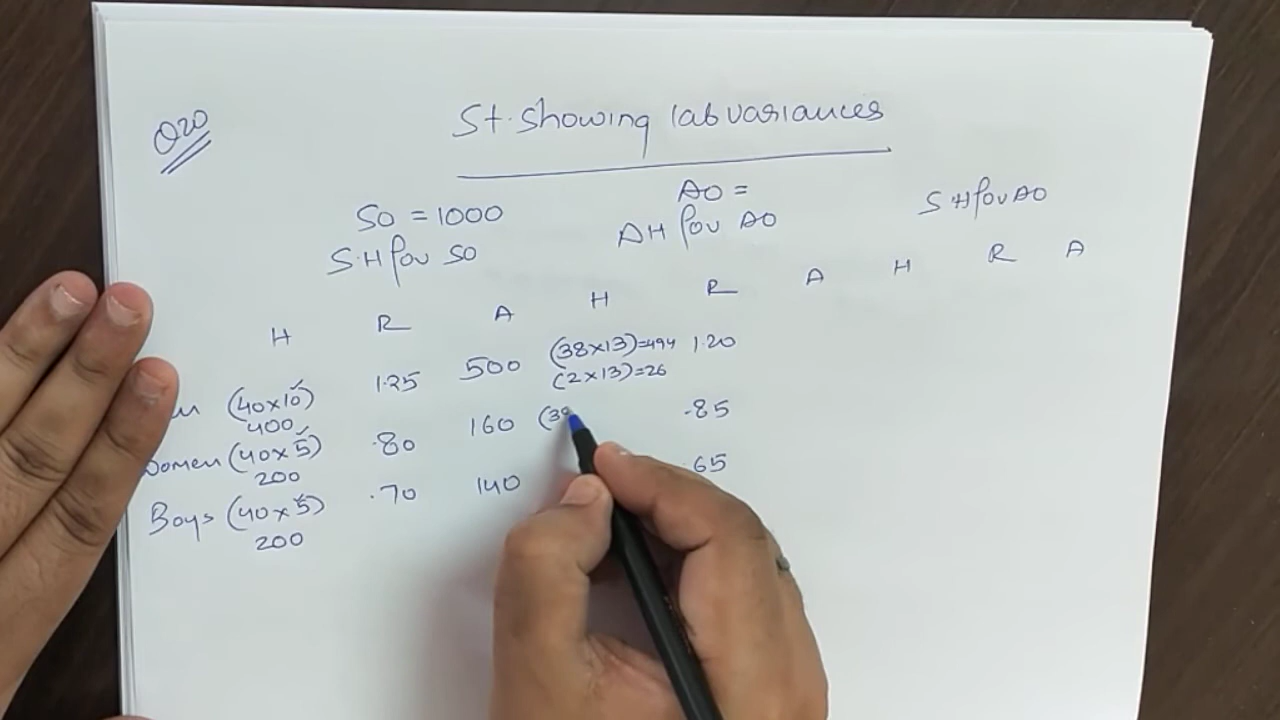 Q20
St. Showing lab variances
SO = 1000
AO =
S.H for SO
AH for AO
S.H for AO
H R A H R A H R A
(40x10) 1.25 500 (38x13)=494 1.20
400 (2x13)=26
Women (40x5) .80 160 (38 .85
200
Boys (40x5) .70 140 .65
200